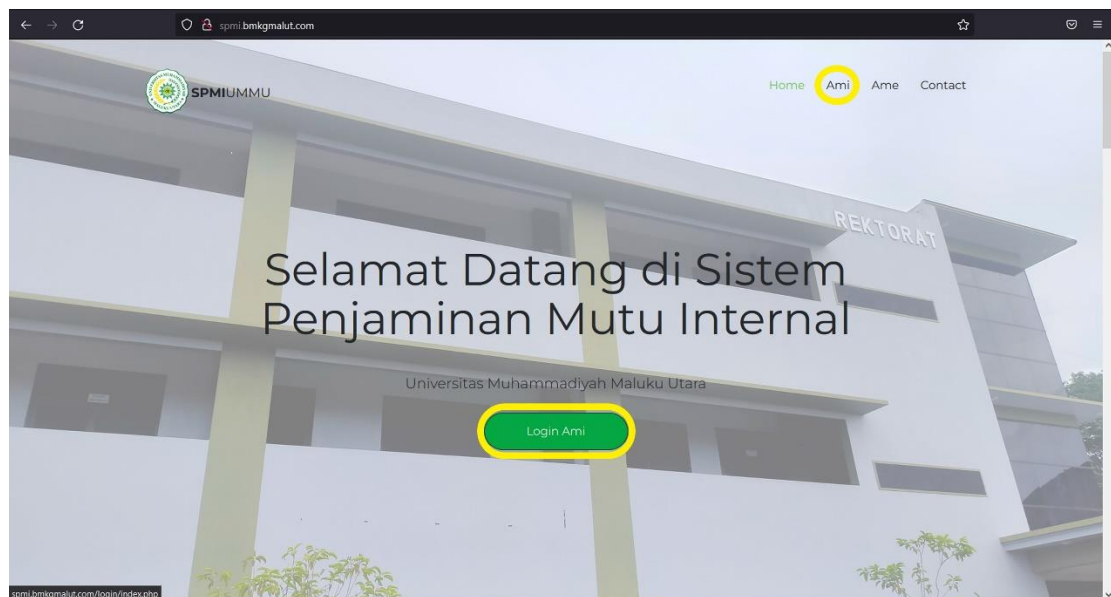 spmi.bmkgmalut.com
SPMIUMMU
Home Ami Ame Contact
REKTORAT
Selamat Datang di Sistem
Penjaminan Mutu Internal
Universitas Muhammadiyah Maluku Utara
Login Ami
spmi.bmkgmalut.com/login/index.php